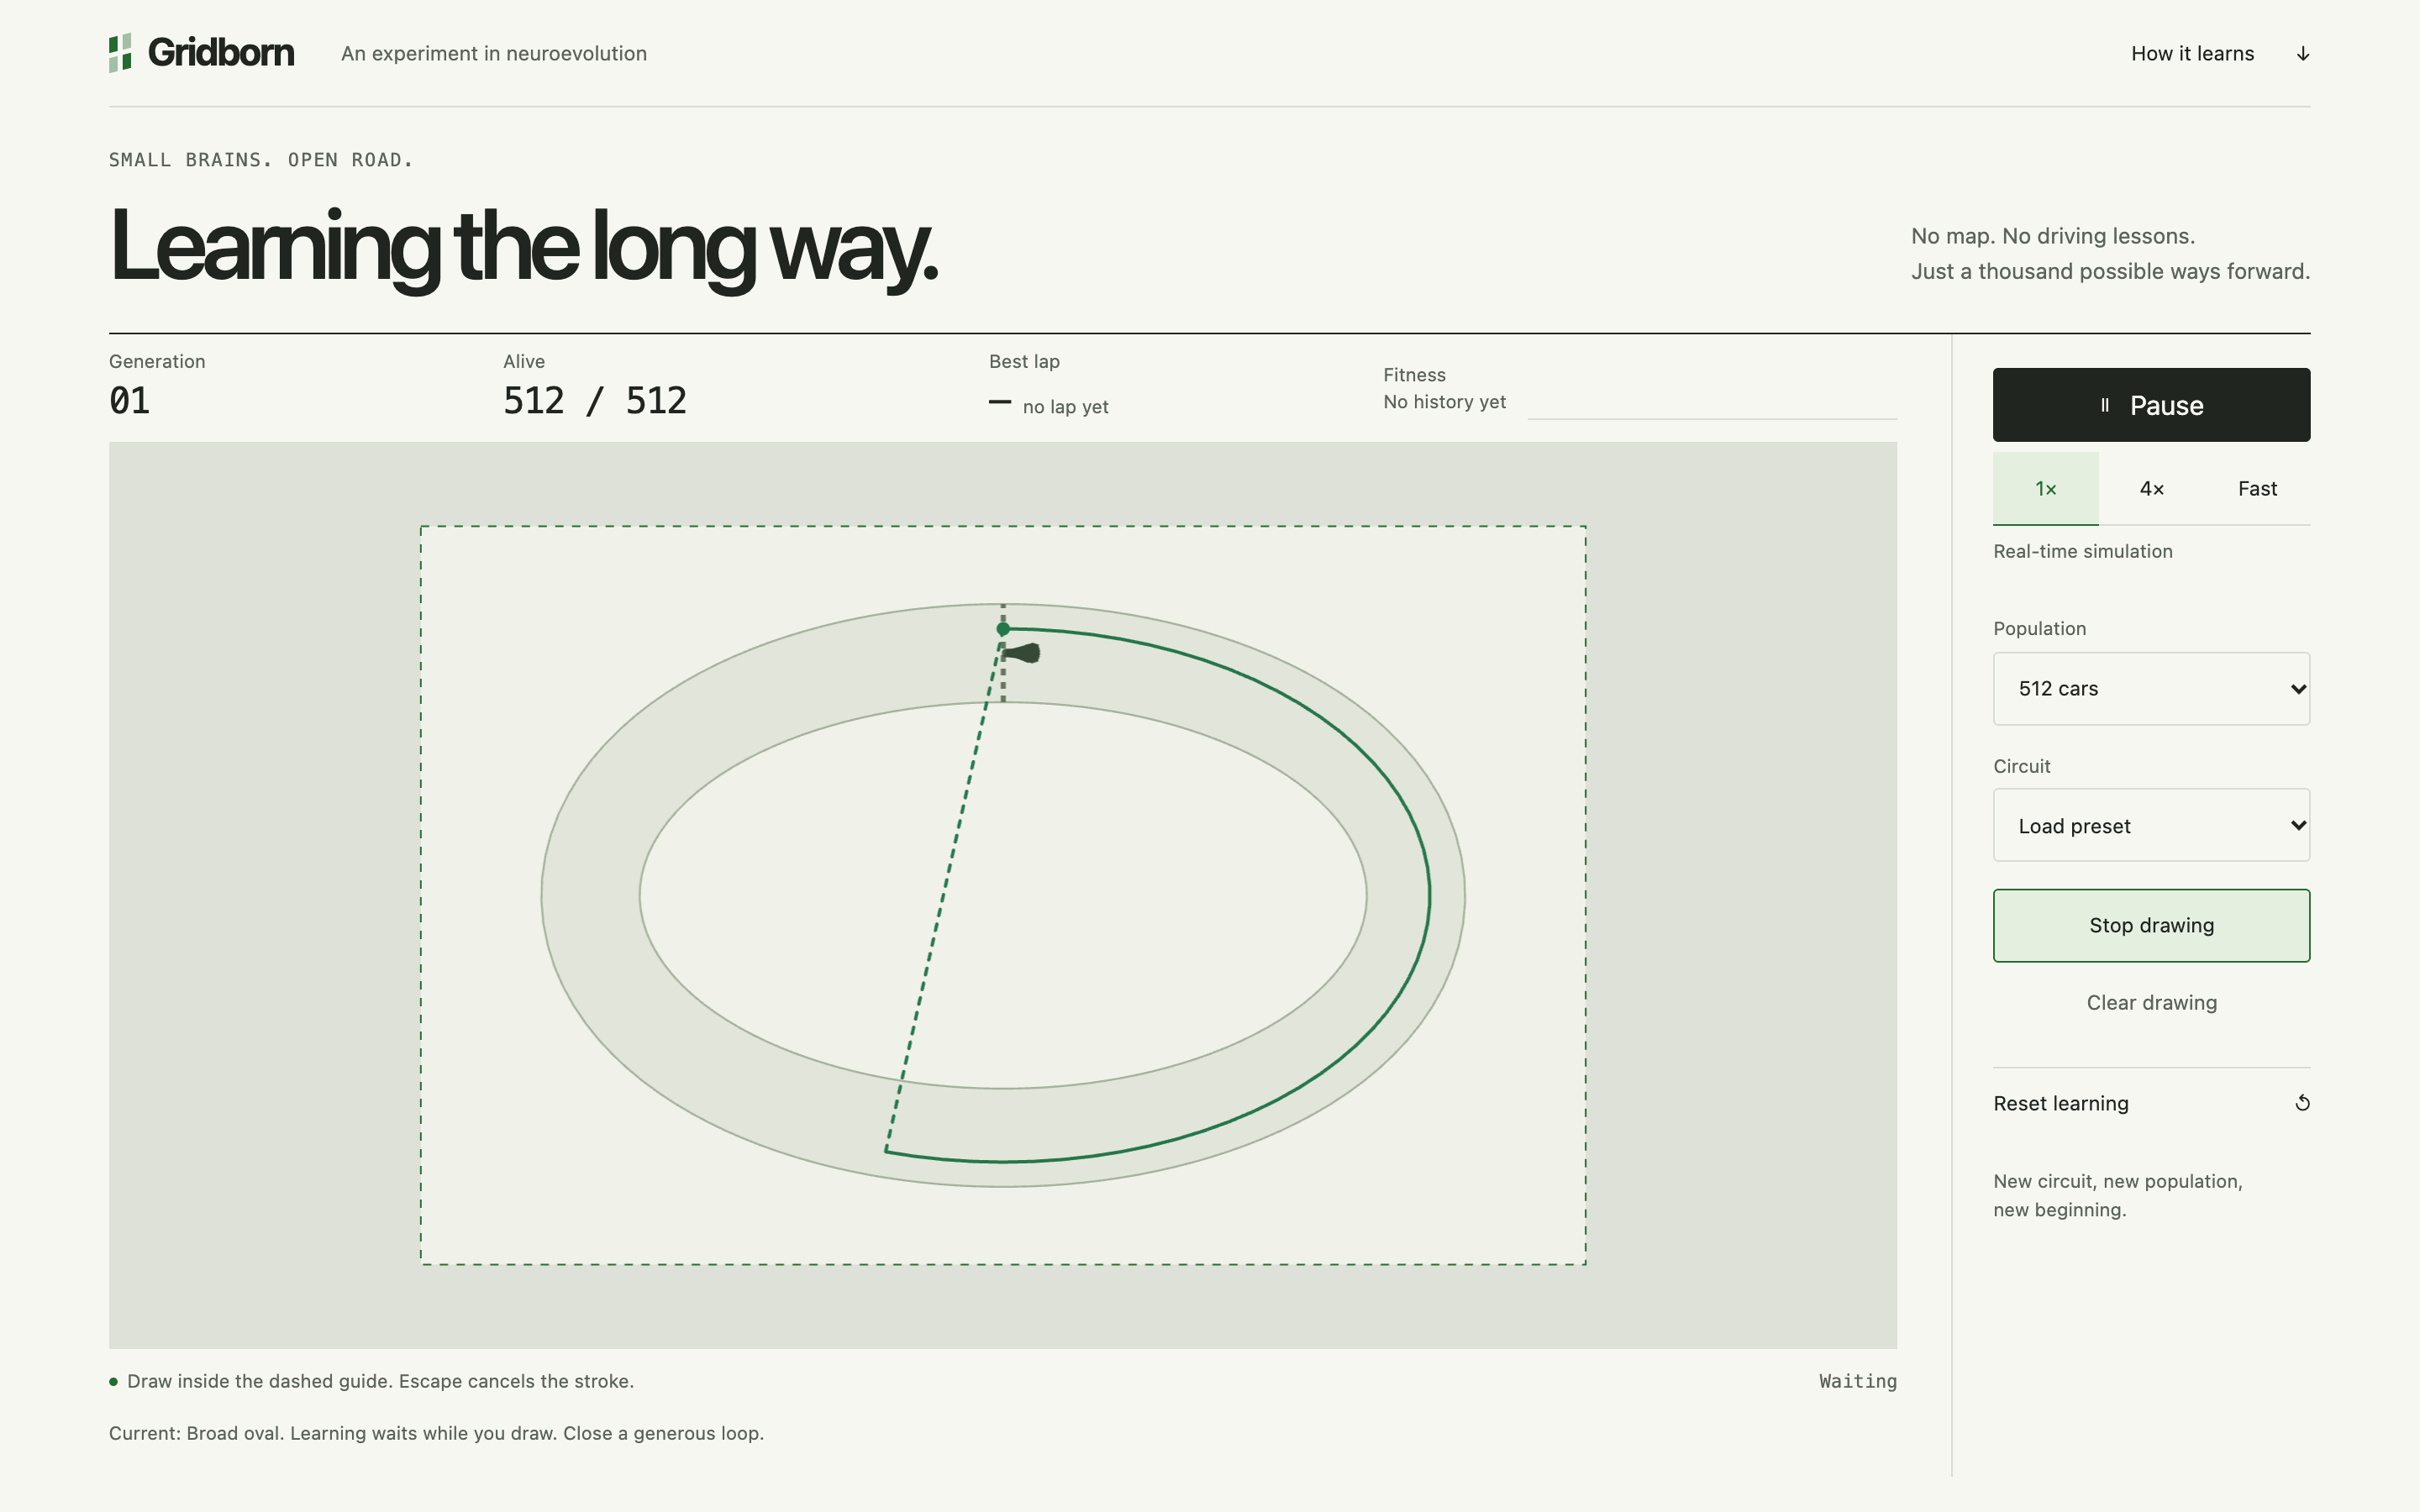 Gridborn
An experiment in neuroevolution
How it learns ↓
SMALL BRAINS. OPEN ROAD.
Learning the long way.
No map. No driving lessons.
Just a thousand possible ways forward.
Generation
01
Alive
512 / 512
Best lap
— no lap yet
Fitness
No history yet
Pause
1× 4× Fast
Real-time simulation
Population
512 cars
Circuit
Load preset
Stop drawing
Clear drawing
Reset learning
New circuit, new population,
new beginning.
Draw inside the dashed guide. Escape cancels the stroke.
Waiting
Current: Broad oval. Learning waits while you draw. Close a generous loop.